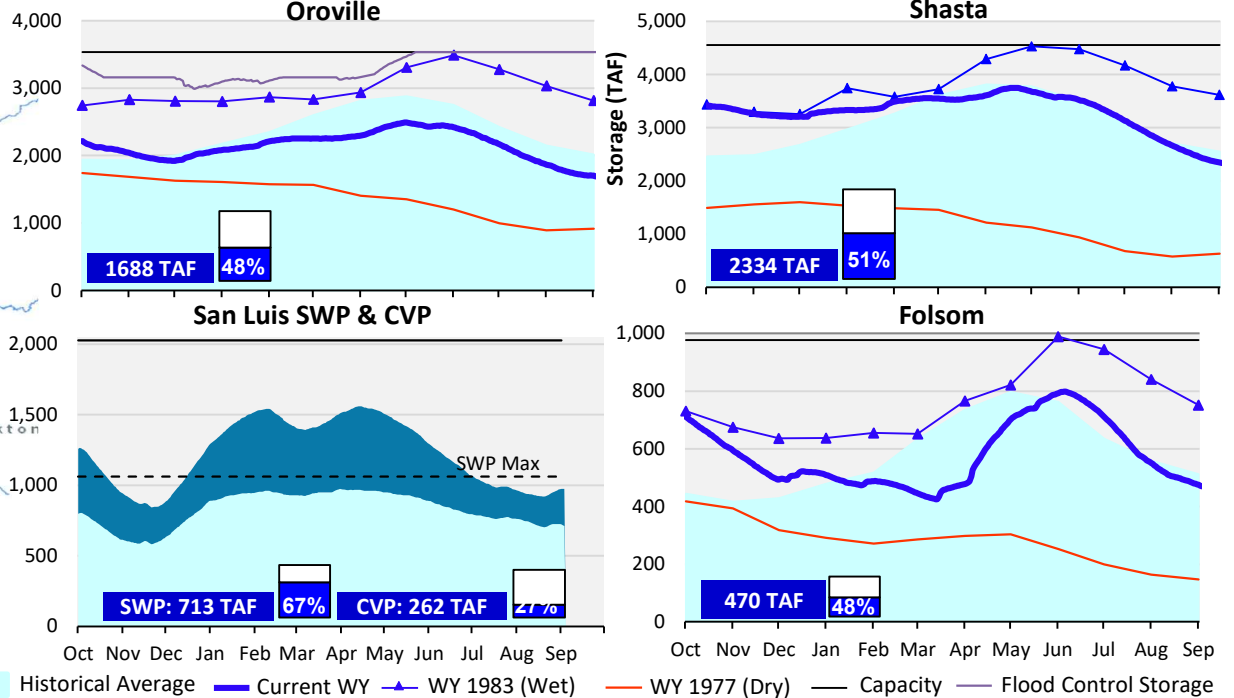 Oroville
4,000
3,000
2,000
1,000
0
1688 TAF
48%
Shasta
Storage (TAF)
5,000
4,000
3,000
2,000
1,000
0
2334 TAF
51%
San Luis SWP & CVP
2,000
1,500
1,000
500
0
SWP Max
SWP: 713 TAF
67%
CVP: 262 TAF
27%
Oct Nov Dec Jan Feb Mar Apr May Jun Jul Aug Sep
Folsom
1,000
800
600
400
200
0
470 TAF
48%
Oct Nov Dec Jan Feb Mar Apr May Jun Jul Aug Sep
kton
Historical Average Current WY WY 1983 (Wet) WY 1977 (Dry) Capacity Flood Control Storage